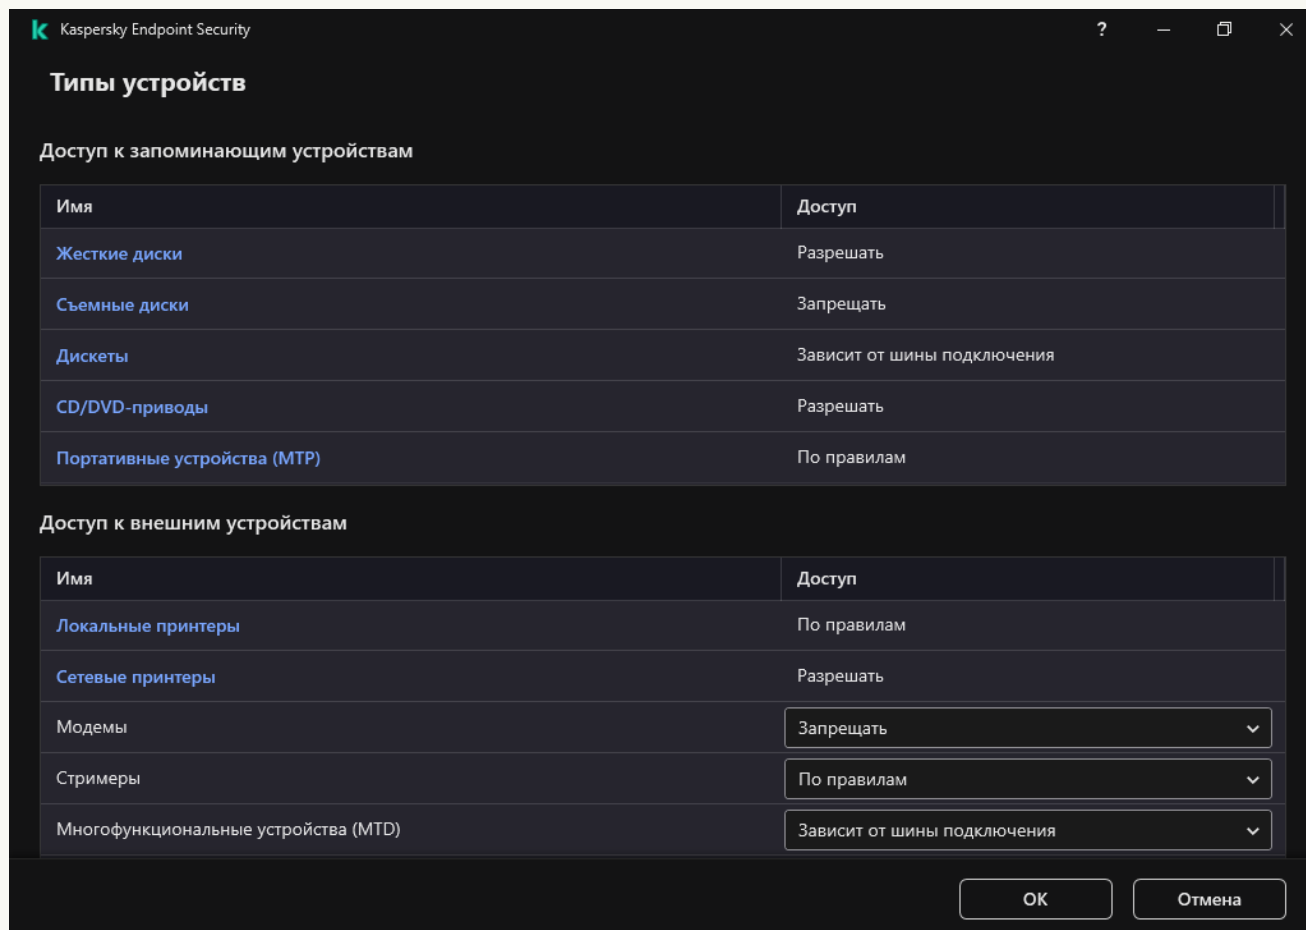 Kaspersky Endpoint Security ?
Типы устройств
Доступ к запоминающим устройствам
Имя Доступ
Жесткие диски Разрешать
Съемные диски Запрещать
Дискеты Зависит от шины подключения
CD/DVD-приводы Разрешать
Портативные устройства (MTP) По правилам
Доступ к внешним устройствам
Имя Доступ
Локальные принтеры По правилам
Сетевые принтеры Разрешать
Модемы Запрещать
Стримеры По правилам
Многофункциональные устройства (MTD) Зависит от шины подключения
ОК Отмена